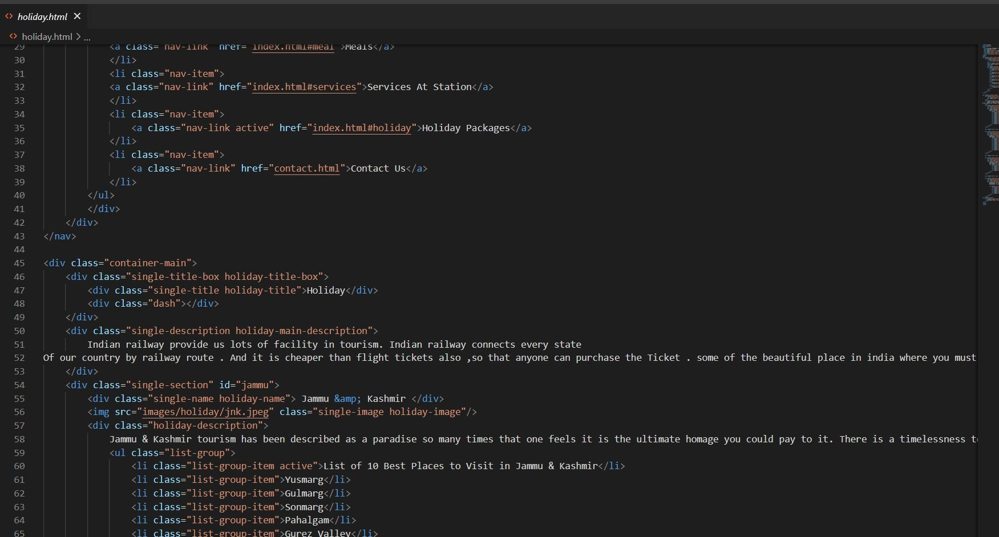 holiday.html
holiday.html > ...
29 <a class="nav-link" href="index.html#meal">Meals</a>
30 </li>
31 <li class="nav-item">
32 <a class="nav-link" href="index.html#services">Services At Station</a>
33 </li>
34 <li class="nav-item">
35 <a class="nav-link active" href="index.html#holiday">Holiday Packages</a>
36 </li>
37 <li class="nav-item">
38 <a class="nav-link" href="contact.html">Contact Us</a>
39 </li>
40 </ul>
41 </div>
42 </div>
43 </nav>
44
45 <div class="container-main">
46 <div class="single-title-box holiday-title-box">
47 <div class="single-title holiday-title">Holiday</div>
48 <div class="dash"></div>
49 </div>
50 <div class="single-description holiday-main-description">
51 Indian railway provide us lots of facility in tourism. Indian railway connects every state
52 Of our country by railway route . And it is cheaper than flight tickets also ,so that anyone can purchase the Ticket . some of the beautiful place in india where you must
53 </div>
54 <div class="single-section" id="jammu">
55 <div class="single-name holiday-name"> Jammu &amp; Kashmir </div>
56 <img src="images/holiday/jnk.jpeg" class="single-image holiday-image"/>
57 <div class="holiday-description">
58 Jammu & Kashmir tourism has been described as a paradise so many times that one feels it is the ultimate homage you could pay to it. There is a timelessness
59 <ul class="list-group">
60 <li class="list-group-item active">List of 10 Best Places to Visit in Jammu & Kashmir</li>
61 <li class="list-group-item">Yusmarg</li>
62 <li class="list-group-item">Gulmarg</li>
63 <li class="list-group-item">Sonmarg</li>
64 <li class="list-group-item">Pahalgam</li>
65 <li class="list-group-item">Gurez Valley</li>